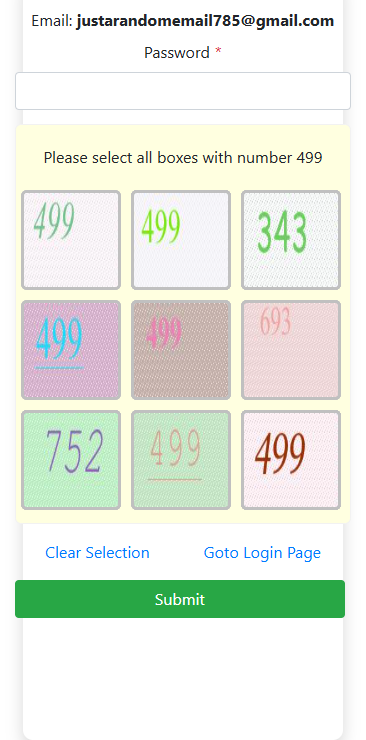 Email: justarandomemail785@gmail.com
Password *
Please select all boxes with number 499
499 499 343
499 499 693
752 499 499
Clear Selection Goto Login Page
Submit